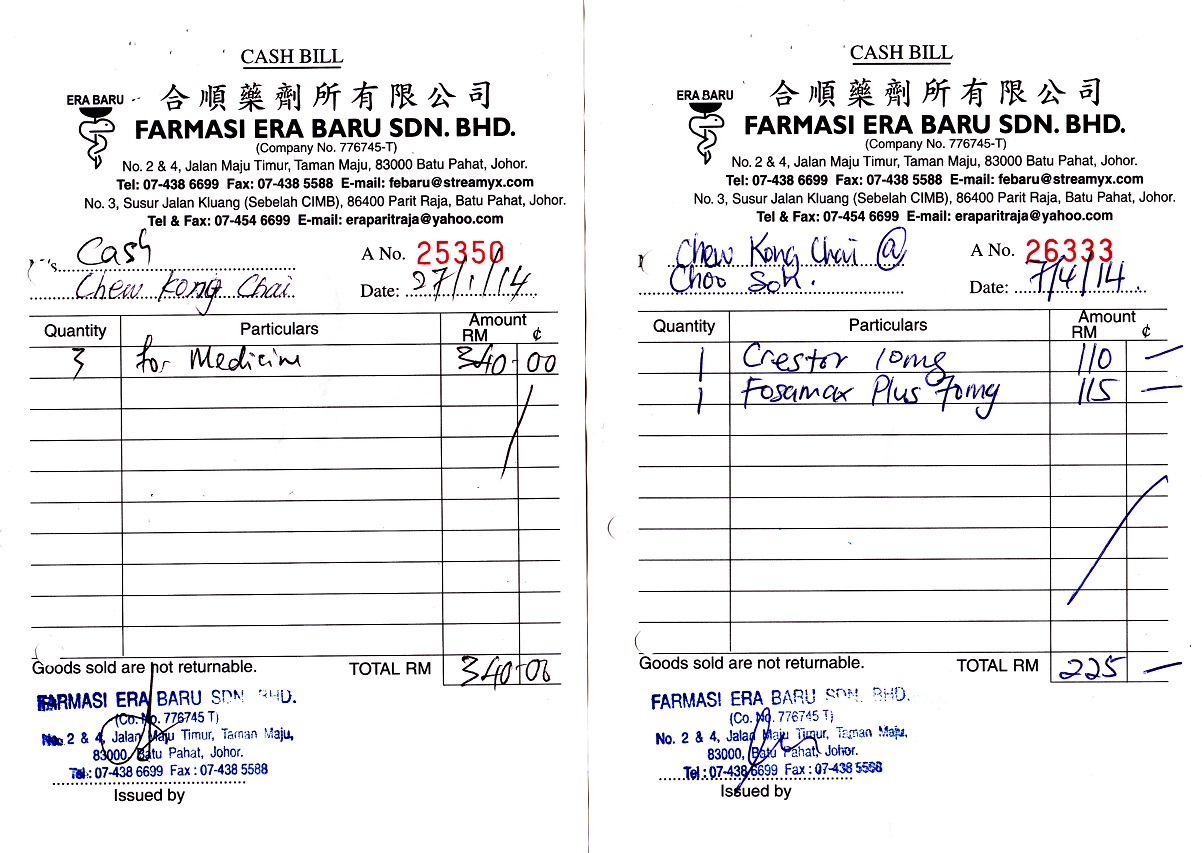 CASH BILL
ERA BARU 合順藥劑所有限公司
FARMASI ERA BARU SDN. BHD.
(Company No. 776745-T)
No. 2 & 4, Jalan Maju Timur, Taman Maju, 83000 Batu Pahat, Johor.
Tel: 07-438 6699 Fax: 07-438 5588 E-mail: febaru@streamyx.com
No. 3, Susur Jalan Kluang (Sebelah CIMB), 86400 Parit Raja, Batu Pahat, Johor.
Tel & Fax: 07-454 6699 E-mail: eraparitraja@yahoo.com
Cash A No. 25350
Chew Kong Chai Date: 27/1/14
Quantity Particulars Amount
RM ¢
3 for Medicine 340-00
Goods sold are not returnable. TOTAL RM 340-00
FARMASI ERA BARU SDN. BHD.
(Co. No. 776745 T)
No. 2 & 4, Jalan Maju Timur, Taman Maju,
83000 Batu Pahat, Johor.
Tel : 07-438 6699 Fax : 07-438 5588
Issued by
CASH BILL
ERA BARU 合順藥劑所有限公司
FARMASI ERA BARU SDN. BHD.
(Company No. 776745-T)
No. 2 & 4, Jalan Maju Timur, Taman Maju, 83000 Batu Pahat, Johor.
Tel: 07-438 6699 Fax: 07-438 5588 E-mail: febaru@streamyx.com
No. 3, Susur Jalan Kluang (Sebelah CIMB), 86400 Parit Raja, Batu Pahat, Johor.
Tel & Fax: 07-454 6699 E-mail: eraparitraja@yahoo.com
Chew Kong Chai @ A No. 26333
Choo Soh. Date: 7/4/14
Quantity Particulars Amount
RM ¢
1 Crestor 10mg 110 —
1 Fosamax Plus 70mg 115 —
Goods sold are not returnable. TOTAL RM 225 —
FARMASI ERA BARU SDN. BHD.
(Co. No. 776745 T)
No. 2 & 4, Jalan Maju Timur, Taman Maju,
83000, Batu Pahat, Johor.
Tel : 07-438 6699 Fax : 07-438 5588
Issued by